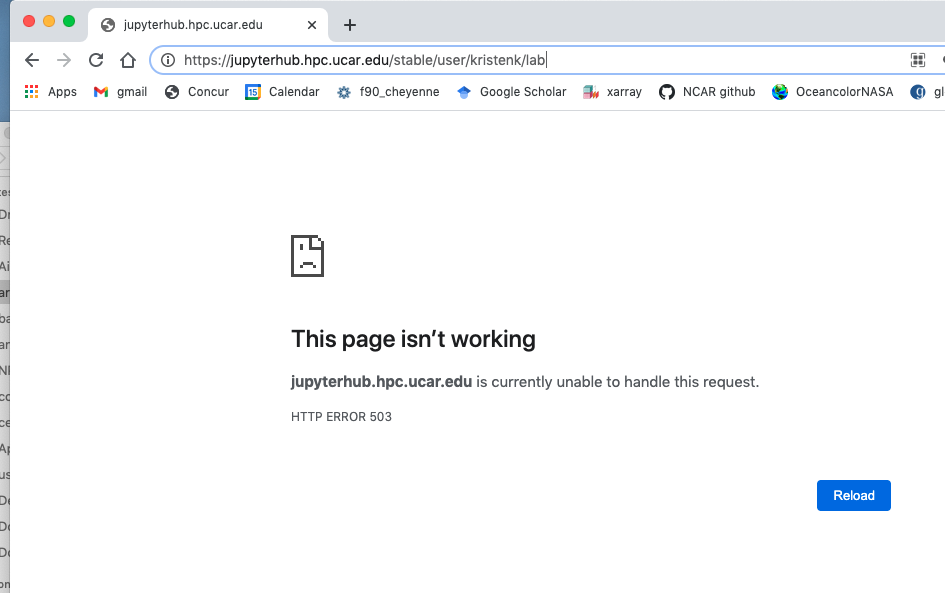 jupyterhub.hpc.ucar.edu
https://jupyterhub.hpc.ucar.edu/stable/user/kristenk/lab
Apps gmail Concur 15 Calendar f90_cheyenne Google Scholar xarray NCAR github OceancolorNASA
This page isn’t working
jupyterhub.hpc.ucar.edu is currently unable to handle this request.
HTTP ERROR 503
Reload